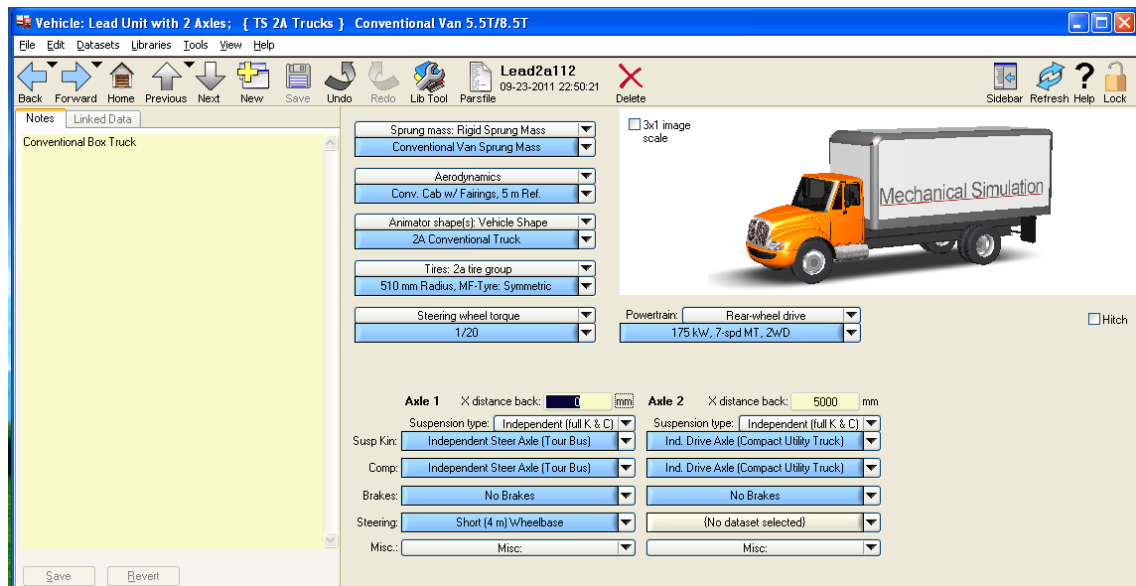 Vehicle: Lead Unit with 2 Axles; { TS 2A Trucks } Conventional Van 5.5T/8.5T
File Edit Datasets Libraries Tools View Help
Lead2a112
09-23-2011 22:50:21
Back Forward Home Previous Next New Save Undo Redo Lib Tool Parsfile Delete Sidebar Refresh Help Lock
Notes Linked Data
Conventional Box Truck
Sprung mass: Rigid Sprung Mass
Conventional Van Sprung Mass
Aerodynamics
Conv. Cab w/ Fairings, 5 m Ref.
Animator shape(s): Vehicle Shape
2A Conventional Truck
Tires: 2a tire group
510 mm Radius, MF-Tyre: Symmetric
Steering wheel torque
1/20
3x1 image
scale
Mechanical Simulation
Powertrain: Rear-wheel drive
175 kW, 7-spd MT, 2WD
Hitch
Axle 1 X distance back: 0 mm Axle 2 X distance back: 5000 mm
Suspension type: Independent (full K & C) Suspension type: Independent (full K & C)
Susp Kin: Independent Steer Axle (Tour Bus) Ind. Drive Axle (Compact Utility Truck)
Comp: Independent Steer Axle (Tour Bus) Ind. Drive Axle (Compact Utility Truck)
Brakes: No Brakes No Brakes
Steering: Short (4 m) Wheelbase {No dataset selected}
Misc.: Misc: Misc:
Save Revert